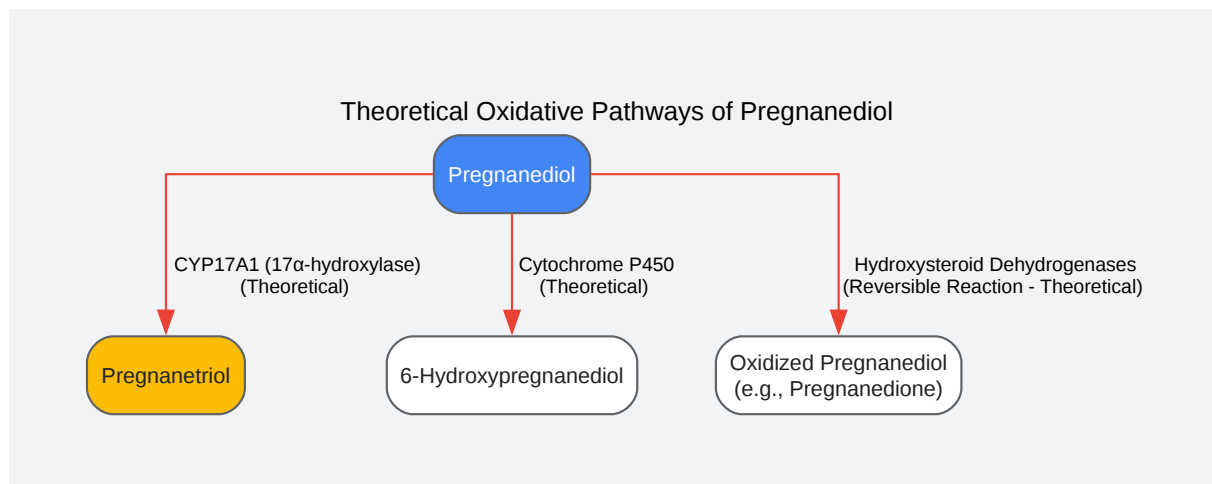 Theoretical Oxidative Pathways of Pregnanediol
Pregnanediol
CYP17A1 (17α-hydroxylase)
(Theoretical)
Cytochrome P450
(Theoretical)
Hydroxysteroid Dehydrogenases
(Reversible Reaction - Theoretical)
Pregnanetriol
6-Hydroxypregnanediol
Oxidized Pregnanediol
(e.g., Pregnanedione)